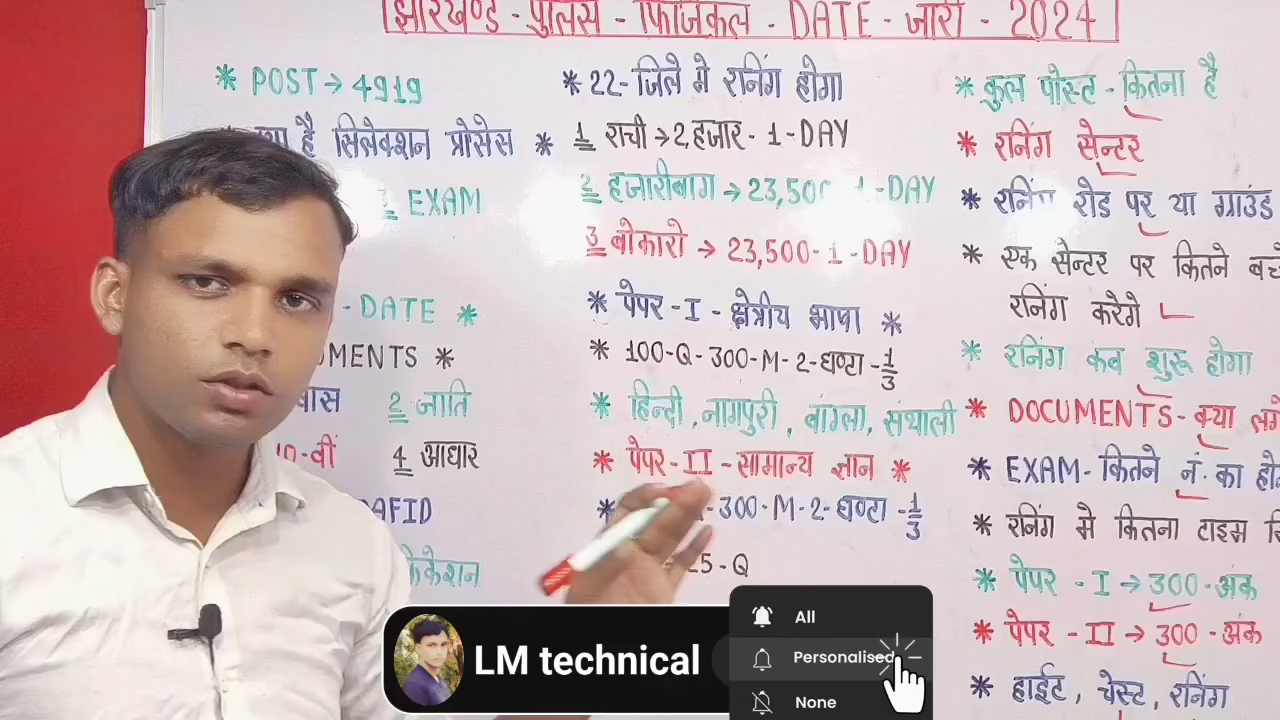 झारखण्ड - पुलिस - फिजिकल - DATE - जारी - 2024
* POST → 4919
है सिलेक्शन प्रोसेस *
EXAM
- DATE *
*
2 जाति
10-वीं 4 आधार
* 22- जिले मे रनिंग होगा
1 राची → 2 हजार - 1 - DAY
2 हजारीबाग → 23,500 1 - DAY
3 बोकारो → 23,500 - 1 - DAY
* पेपर - I - क्षेत्रीय भाषा *
* 100-Q - 300-M - 2 - घण्टा - 1/3
* हिन्दी, नागपुरी, बांग्ला, संथाली
* पेपर - II - सामान्य ज्ञान *
* - 300 - M - 2 - घण्टा - 1/3
- Q
* कुल पोस्ट - कितना है
* रनिंग सेन्टर
* रनिंग रोड पर या ग्राउंड
* एक सेन्टर पर कितने
रनिंग करेगे
* रनिंग कब शुरू होगा
* DOCUMENTS - क्या
* EXAM - कितने नं. का
* रनिंग मे कितना टाइम
* पेपर - I → 300 - अंक
* पेपर - II → 300 - अंक
* हाईट, चेस्ट, रनिंग
LM technical
All
Personalised
None